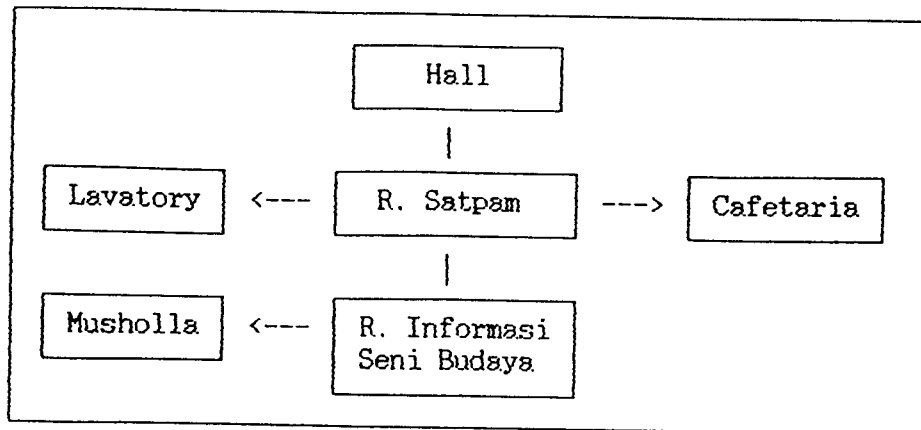 Hall
Lavatory <--- R. Satpam ---> Cafetaria
Musholla <--- R. Informasi
Seni Budaya